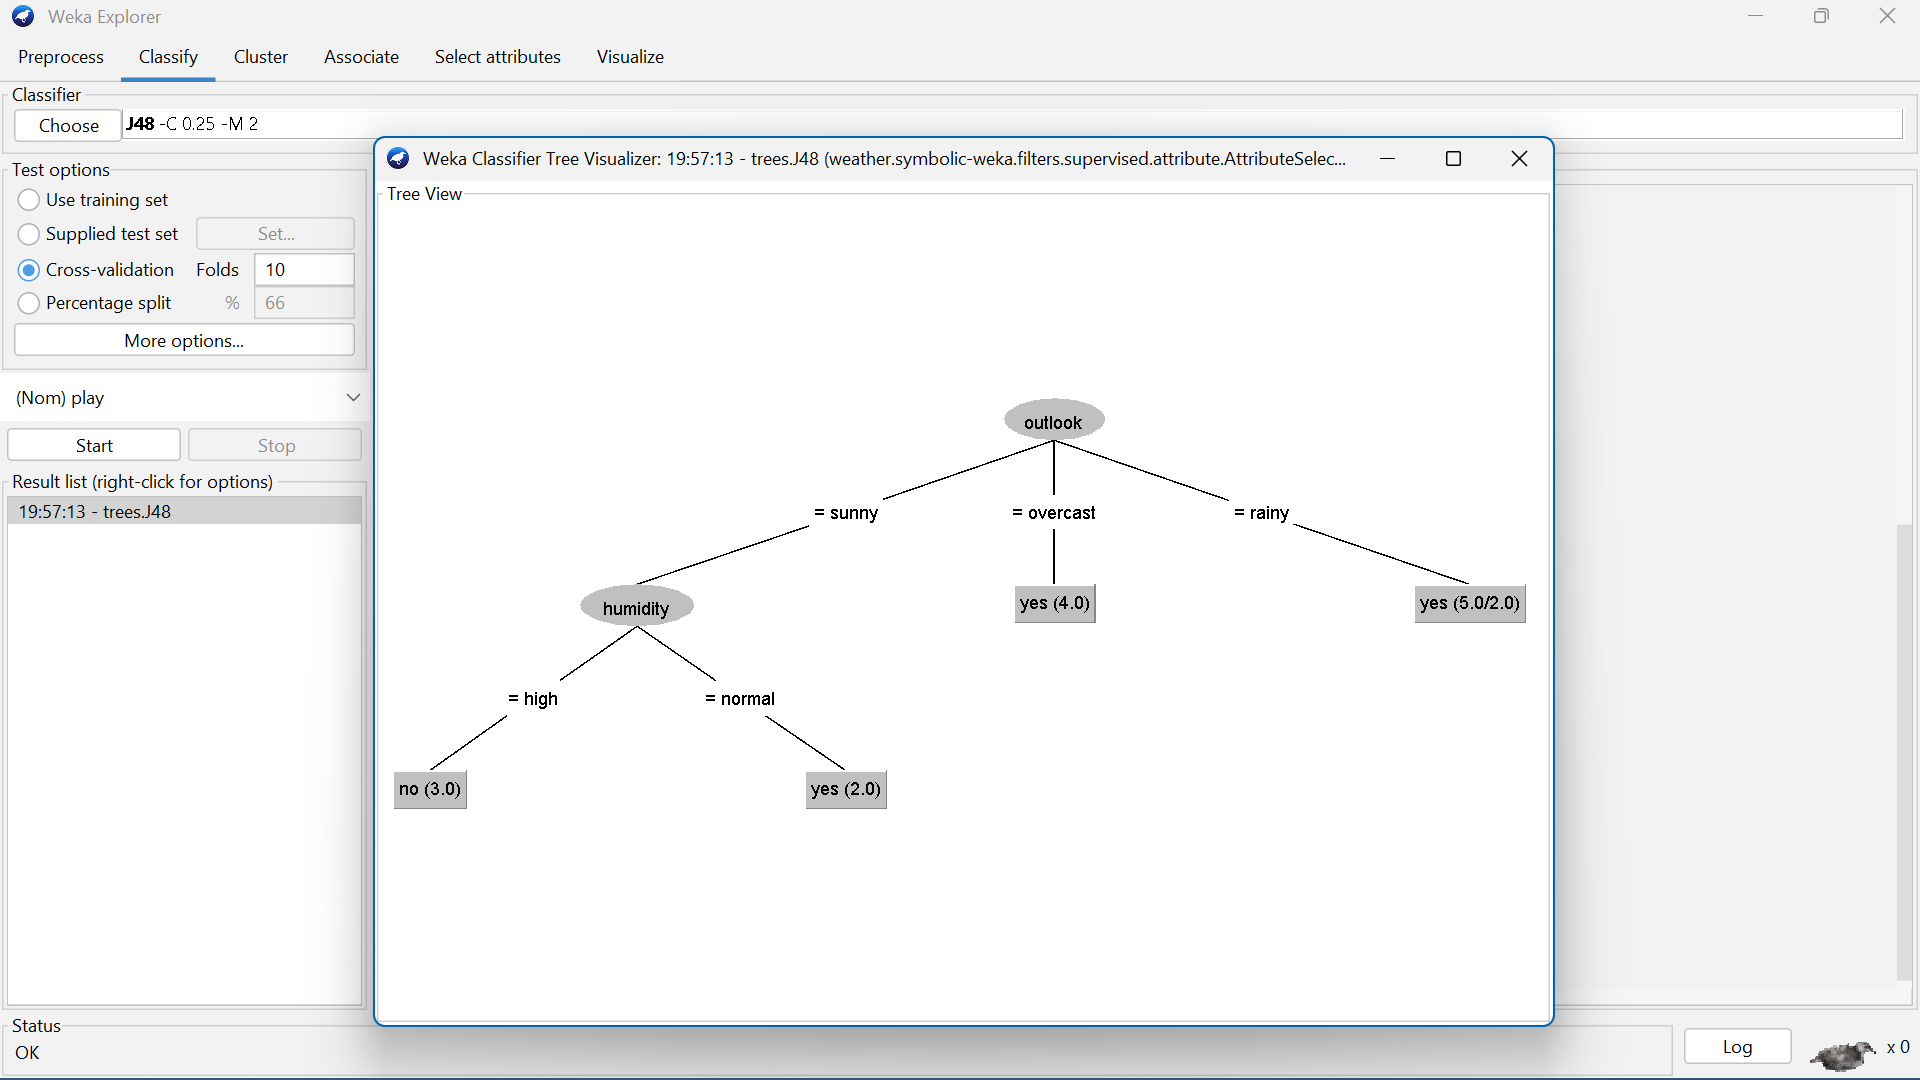 Weka Explorer
Preprocess Classify Cluster Associate Select attributes Visualize
Classifier
Choose J48 -C 0.25 -M 2
Test options
Use training set
Supplied test set Set...
Cross-validation Folds 10
Percentage split % 66
More options...
(Nom) play
Start Stop
Result list (right-click for options)
19:57:13 - trees.J48
Weka Classifier Tree Visualizer: 19:57:13 - trees.J48 (weather.symbolic-weka.filters.supervised.attribute.AttributeSelec...
Tree View
outlook
= sunny = overcast = rainy
humidity yes (4.0) yes (5.0/2.0)
= high = normal
no (3.0) yes (2.0)
Status
OK
Log x 0